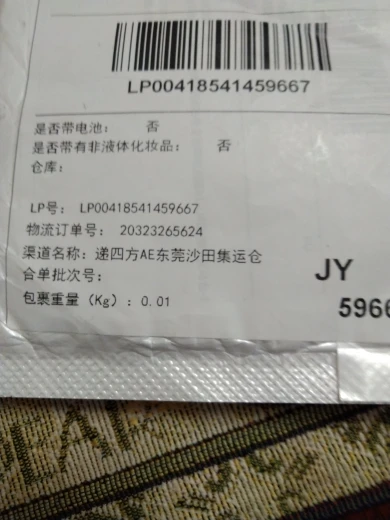 LP00418541459667
是否带电池： 否
是否带有非液体化妆品： 否
仓库：
LP号： LP00418541459667
物流订单号： 20323265624
渠道名称：递四方AE东莞沙田集运仓
合单批次号：
包裹重量（Kg）：0.01
JY
5966